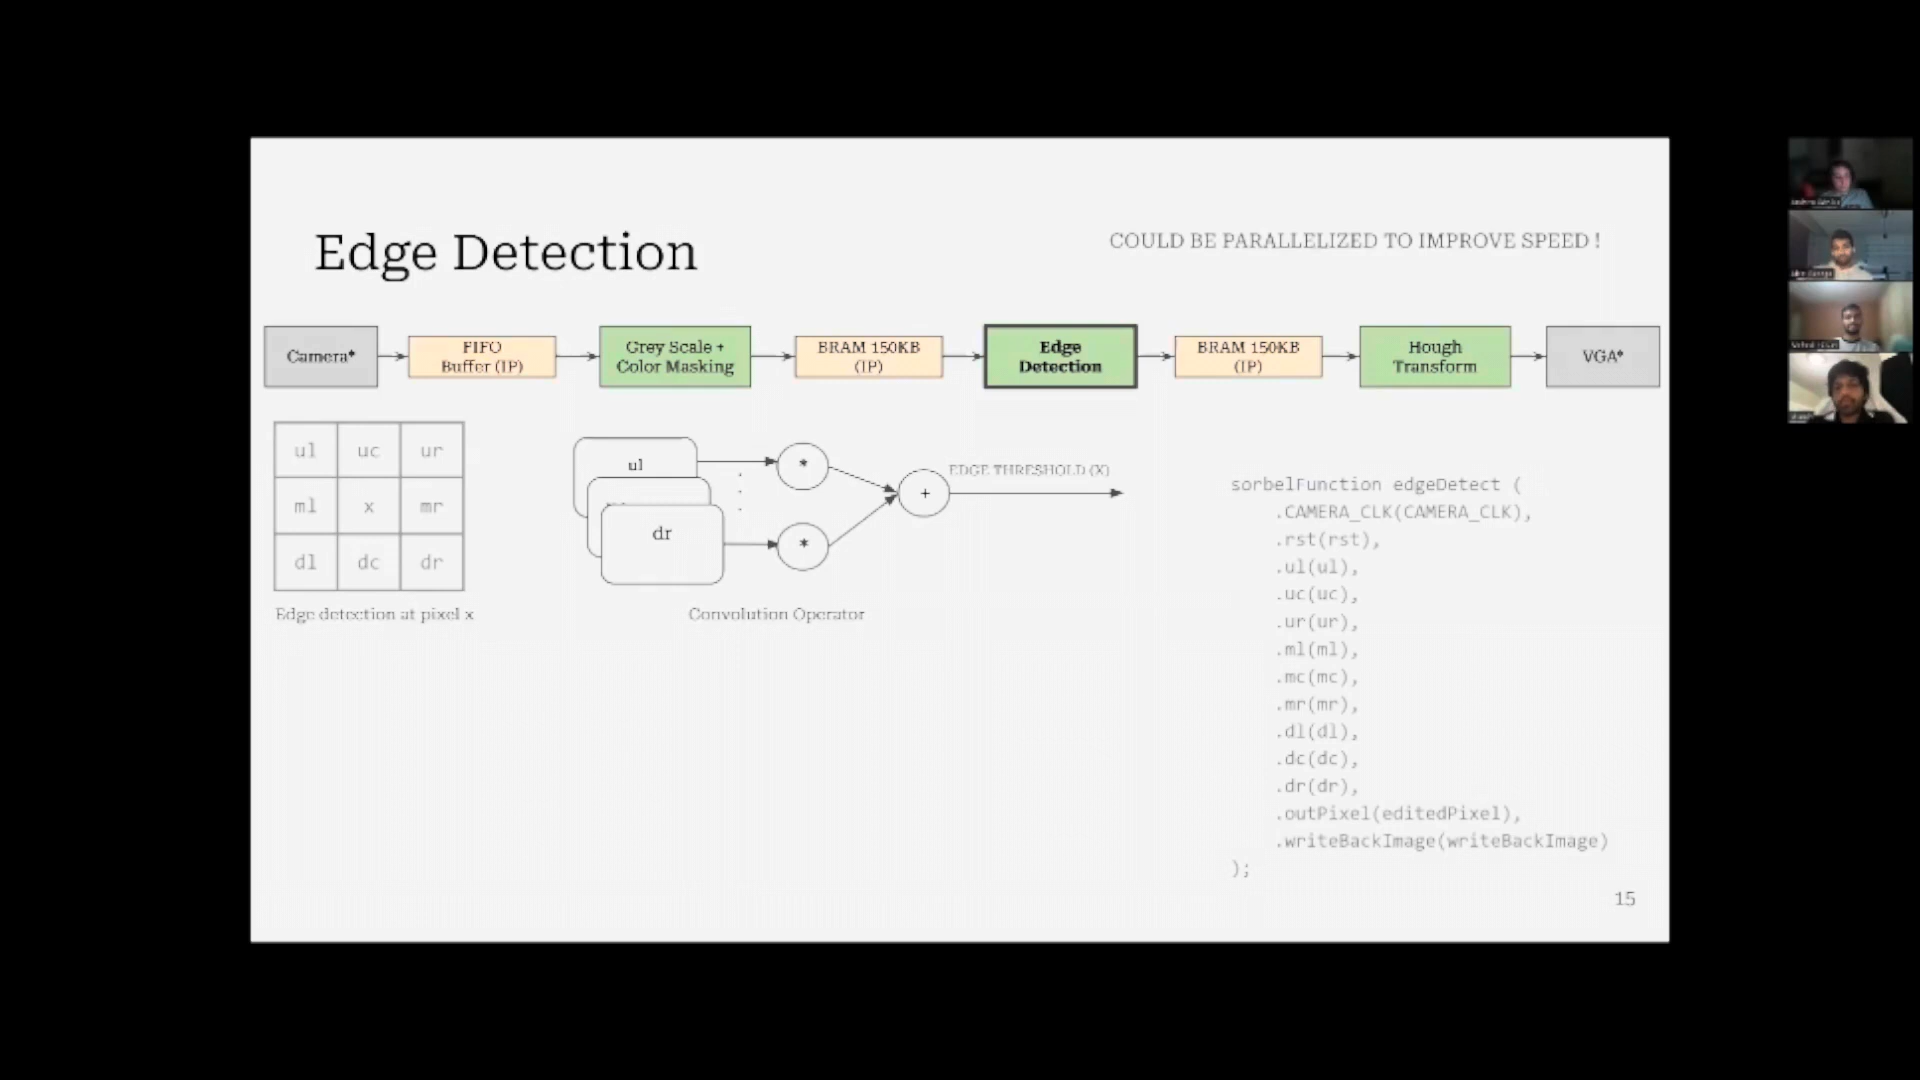 Edge Detection
COULD BE PARALLELIZED TO IMPROVE SPEED !
Camera*
FIFO
Buffer (IP)
Grey Scale +
Color Masking
BRAM 150KB
(IP)
Edge
Detection
BRAM 150KB
(IP)
Hough
Transform
VGA*
ul uc ur
ml x mr
dl dc dr
Edge detection at pixel x
ul
dr
*
*
+
EDGE THRESHOLD (X)
Convolution Operator
sorbelFunction edgeDetect (
.CAMERA_CLK(CAMERA_CLK),
.rst(rst),
.ul(ul),
.uc(uc),
.ur(ur),
.ml(ml),
.mc(mc),
.mr(mr),
.dl(dl),
.dc(dc),
.dr(dr),
.outPixel(editedPixel),
.writeBackImage(writeBackImage)
);
15